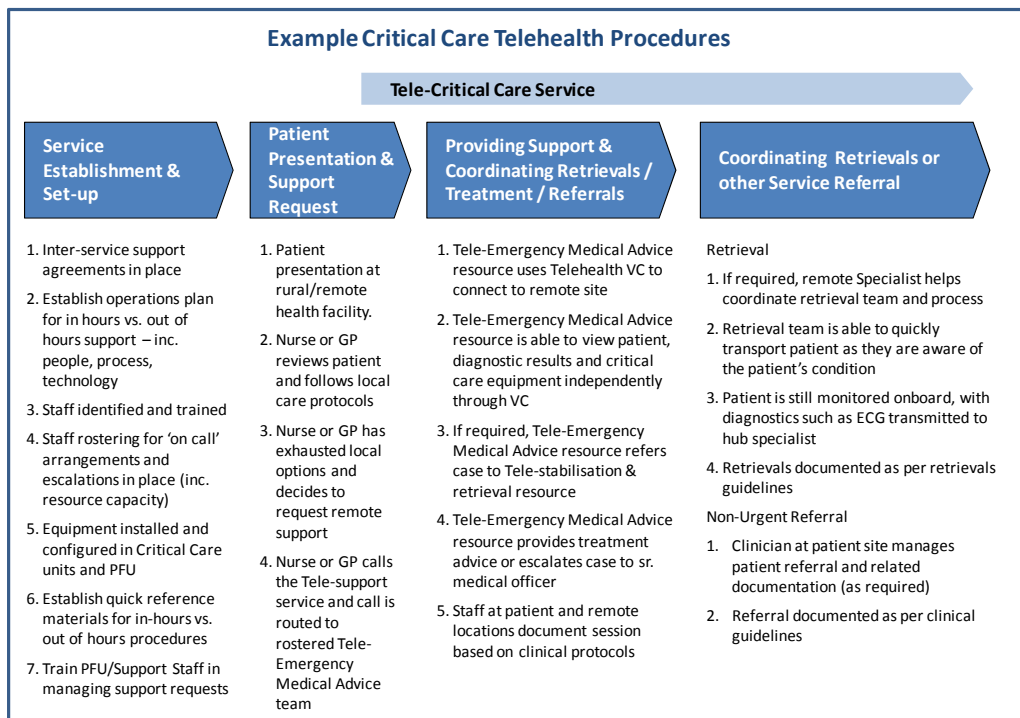 Example Critical Care Telehealth Procedures
Tele-Critical Care Service
Service
Establishment &
Set-up
1. Inter-service support
agreements in place
2. Establish operations plan
for in hours vs. out of
hours support – inc.
people, process,
technology
3. Staff identified and trained
4. Staff rostering for ‘on call’
arrangements and
escalations in place (inc.
resource capacity)
5. Equipment installed and
configured in Critical Care
units and PFU
6. Establish quick reference
materials for in-hours vs.
out of hours procedures
7. Train PFU/Support Staff in
managing support requests
Patient
Presentation &
Support
Request
1. Patient
presentation at
rural/remote
health facility.
2. Nurse or GP
reviews patient
and follows local
care protocols
3. Nurse or GP has
exhausted local
options and
decides to
request remote
support
4. Nurse or GP calls
the Tele-support
service and call is
routed to
rostered Tele-
Emergency
Medical Advice
team
Providing Support &
Coordinating Retrievals /
Treatment / Referrals
1. Tele-Emergency Medical Advice
resource uses Telehealth VC to
connect to remote site
2. Tele-Emergency Medical Advice
resource is able to view patient,
diagnostic results and critical
care equipment independently
through VC
3. If required, Tele-Emergency
Medical Advice resource refers
case to Tele-stabilisation &
retrieval resource
4. Tele-Emergency Medical Advice
resource provides treatment
advice or escalates case to sr.
medical officer
5. Staff at patient and remote
locations document session
based on clinical protocols
Coordinating Retrievals or
other Service Referral
Retrieval
1. If required, remote Specialist helps
coordinate retrieval team and process
2. Retrieval team is able to quickly
transport patient as they are aware of
the patient’s condition
3. Patient is still monitored onboard, with
diagnostics such as ECG transmitted to
hub specialist
4. Retrievals documented as per retrievals
guidelines
Non-Urgent Referral
1. Clinician at patient site manages
patient referral and related
documentation (as required)
2. Referral documented as per clinical
guidelines